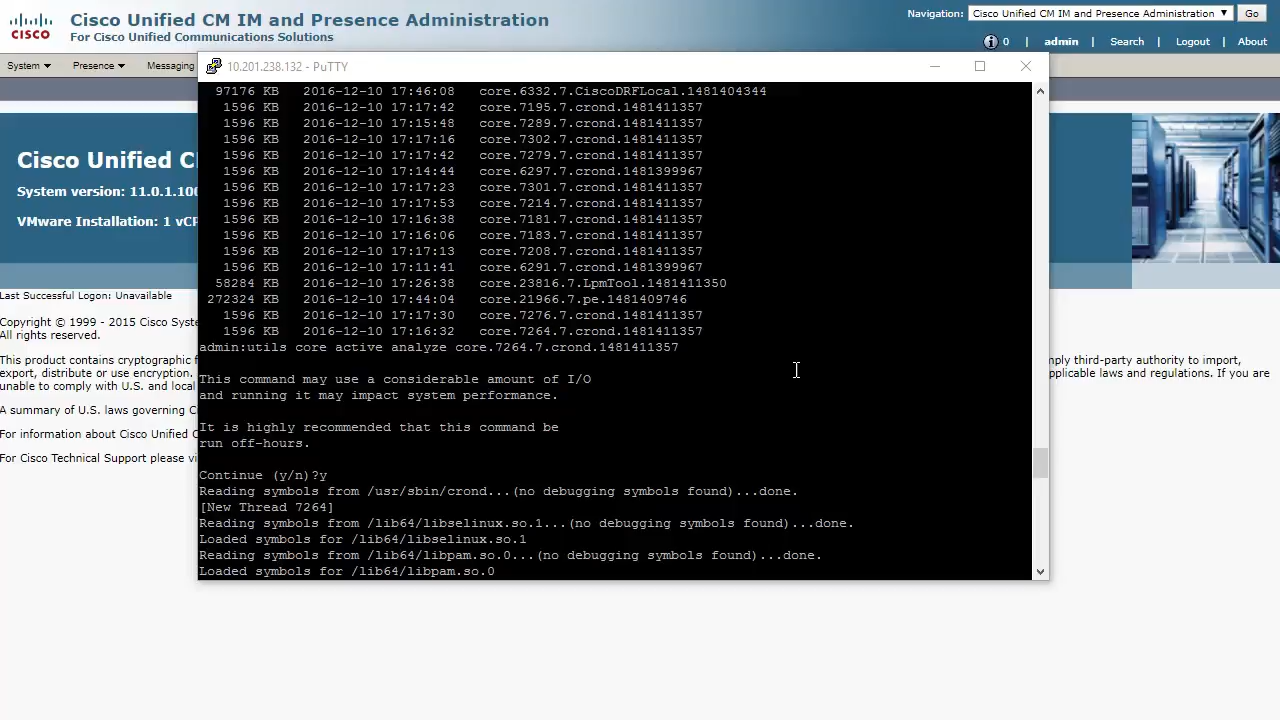 Cisco Unified CM IM and Presence Administration
For Cisco Unified Communications Solutions
CISCO
Navigation: Cisco Unified CM IM and Presence Administration Go
0 | admin | Search | Logout | About
System Presence Messaging
10.201.238.132 - PuTTY
97176 KB 2016-12-10 17:46:08 core.6332.7.CiscoDRFLocal.1481404344
1596 KB 2016-12-10 17:17:42 core.7195.7.crond.1481411357
1596 KB 2016-12-10 17:15:48 core.7289.7.crond.1481411357
1596 KB 2016-12-10 17:17:16 core.7302.7.crond.1481411357
1596 KB 2016-12-10 17:17:42 core.7279.7.crond.1481411357
1596 KB 2016-12-10 17:14:44 core.6297.7.crond.1481399967
1596 KB 2016-12-10 17:17:23 core.7301.7.crond.1481411357
1596 KB 2016-12-10 17:17:53 core.7214.7.crond.1481411357
1596 KB 2016-12-10 17:16:38 core.7181.7.crond.1481411357
1596 KB 2016-12-10 17:16:06 core.7183.7.crond.1481411357
1596 KB 2016-12-10 17:17:13 core.7208.7.crond.1481411357
1596 KB 2016-12-10 17:11:41 core.6291.7.crond.1481399967
58284 KB 2016-12-10 17:26:38 core.23816.7.LpmTool.1481411350
272324 KB 2016-12-10 17:44:04 core.21966.7.pe.1481409746
1596 KB 2016-12-10 17:17:30 core.7276.7.crond.1481411357
1596 KB 2016-12-10 17:16:32 core.7264.7.crond.1481411357
admin:utils core active analyze core.7264.7.crond.1481411357
This command may use a considerable amount of I/O
and running it may impact system performance.
It is highly recommended that this command be
run off-hours.
Continue (y/n)?y
Reading symbols from /usr/sbin/crond...(no debugging symbols found)...done.
[New Thread 7264]
Reading symbols from /lib64/libselinux.so.1...(no debugging symbols found)...done.
Loaded symbols for /lib64/libselinux.so.1
Reading symbols from /lib64/libpam.so.0...(no debugging symbols found)...done.
Loaded symbols for /lib64/libpam.so.0
Cisco Unified C
System version: 11.0.1.100
VMware Installation: 1 vCP
Last Successful Logon: Unavailable
Copyright © 1999 - 2015 Cisco Syste
All rights reserved.
This product contains cryptographic f mply third-party authority to import,
export, distribute or use encryption. pplicable laws and regulations. If you are
unable to comply with U.S. and local
A summary of U.S. laws governing C
For information about Cisco Unified C
For Cisco Technical Support please vi